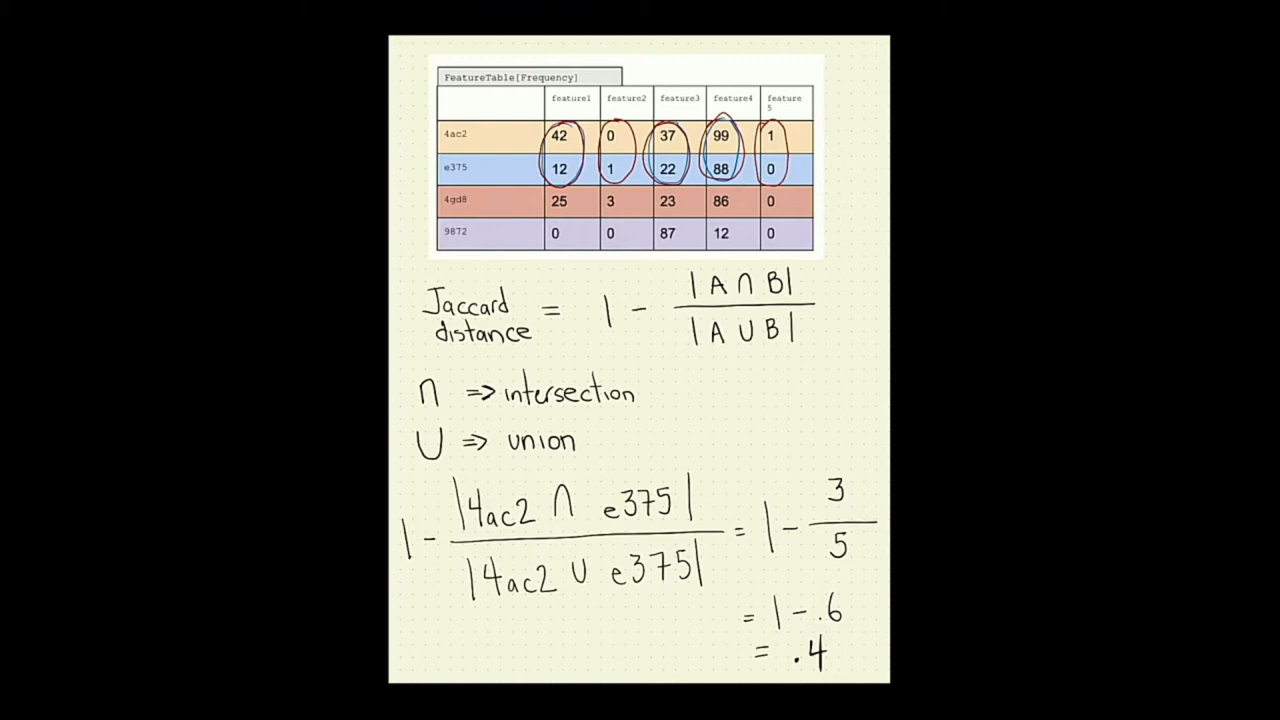 FeatureTable[Frequency]
feature1 feature2 feature3 feature4 feature 5
4ac2 42 0 37 99 1
e375 12 1 22 88 0
4gd8 25 3 23 86 0
9872 0 0 87 12 0
Jaccard distance = 1 - |A ∩ B| / |A ∪ B|
∩ => intersection
∪ => union
1 - |4ac2 ∩ e375| / |4ac2 ∪ e375| = 1 - 3 / 5
= 1 - .6
= .4